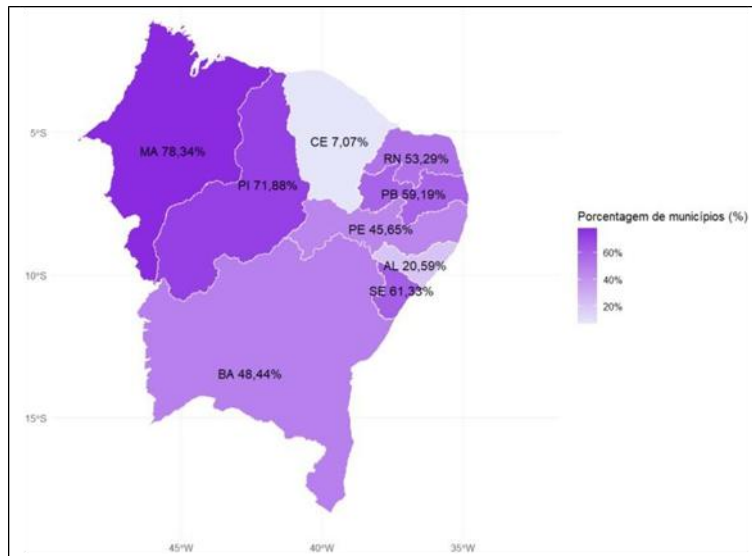 5°S
CE 7,07%
MA 78,34%
RN 53,29%
PI 71,88%
PB 59,19%
PE 45,65%
Porcentagem de municípios (%)
60%
40%
20%
AL 20,59%
10°S
SE 61,33%
BA 48,44%
15°S
45°W
40°W
35°W